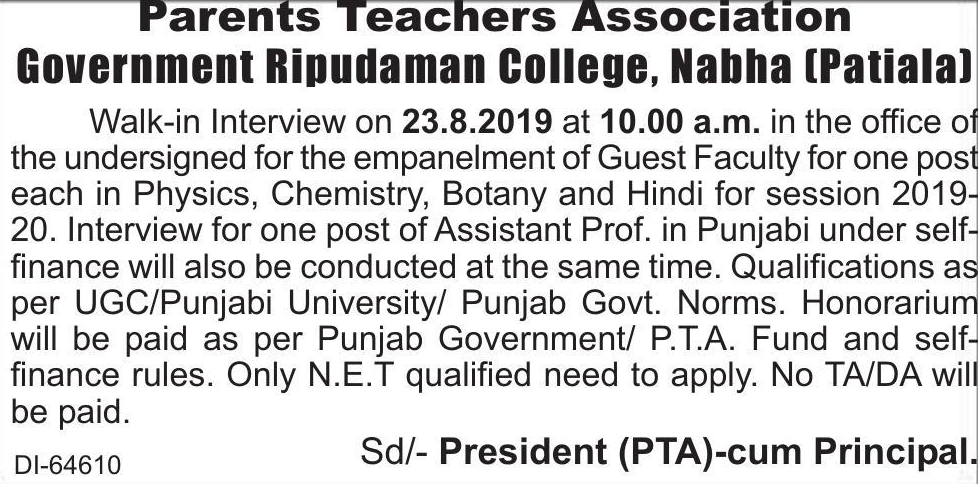 Parents Teachers Association
Government Ripudaman College, Nabha (Patiala)
Walk-in Interview on 23.8.2019 at 10.00 a.m. in the office of
the undersigned for the empanelment of Guest Faculty for one post
each in Physics, Chemistry, Botany and Hindi for session 2019-
20. Interview for one post of Assistant Prof. in Punjabi under self-
finance will also be conducted at the same time. Qualifications as
per UGC/Punjabi University/ Punjab Govt. Norms. Honorarium
will be paid as per Punjab Government/ P.T.A. Fund and self-
finance rules. Only N.E.T qualified need to apply. No TA/DA will
be paid.
Sd/- President (PTA)-cum Principal.
DI-64610